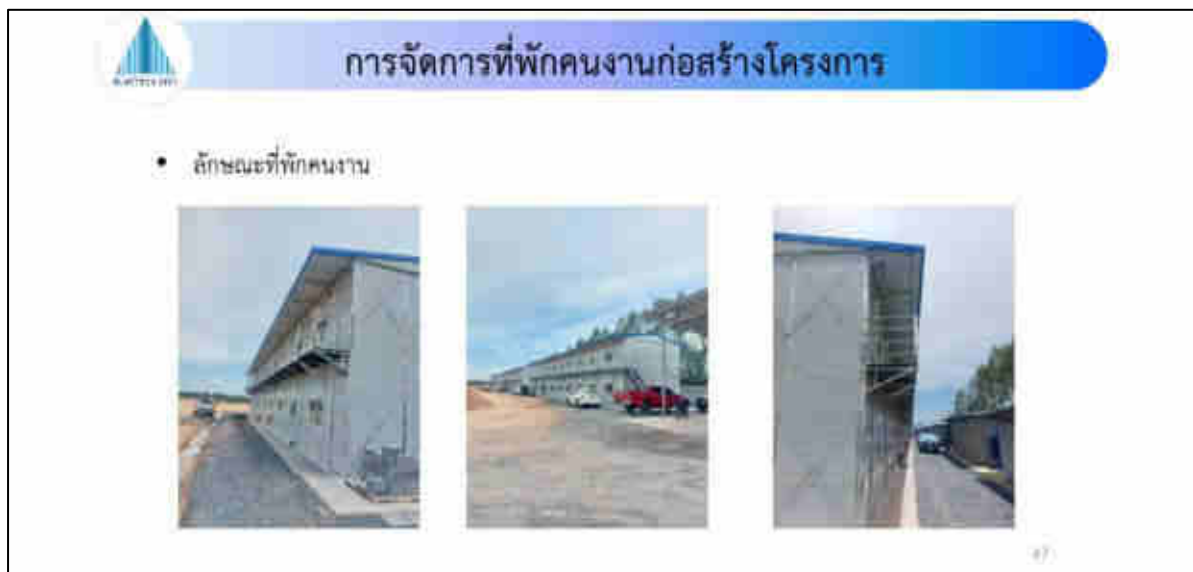 การจัดการที่พักคนงานก่อสร้างโครงการ
• ลักษณะที่พักคนงาน